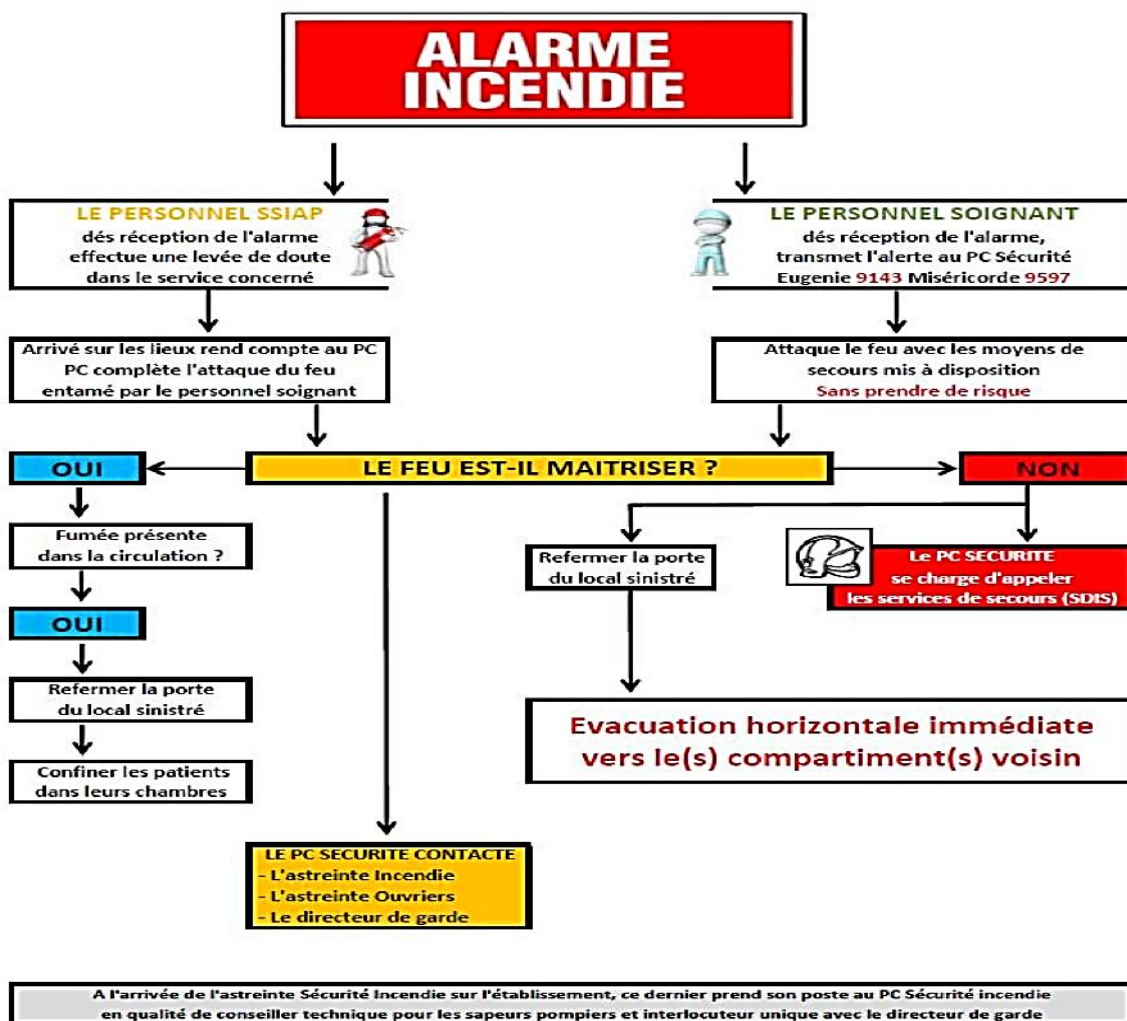 ALARME
INCENDIE
LE PERSONNEL SSIAP
dés réception de l'alarme
effectue une levée de doute
dans le service concerné
LE PERSONNEL SOIGNANT
dés réception de l'alarme,
transmet l'alerte au PC Sécurité
Eugenie 9143 Miséricorde 9597
Arrivé sur les lieux rend compte au PC
PC complète l'attaque du feu
entamé par le personnel soignant
Attaque le feu avec les moyens de
secours mis à disposition
Sans prendre de risque
OUI
LE FEU EST-IL MAITRISER ?
NON
Fumée présente
dans la circulation ?
Refermer la porte
du local sinistré
Le PC SECURITE
se charge d'appeler
les services de secours (SDIS)
OUI
Refermer la porte
du local sinistré
Evacuation horizontale immédiate
vers le(s) compartiment(s) voisin
Confiner les patients
dans leurs chambres
LE PC SECURITE CONTACTE
- L'astreinte Incendie
- L'astreinte Ouvriers
- Le directeur de garde
A l'arrivée de l'astreinte Sécurité Incendie sur l'établissement, ce dernier prend son poste au PC Sécurité incendie
en qualité de conseiller technique pour les sapeurs pompiers et interlocuteur unique avec le directeur de garde